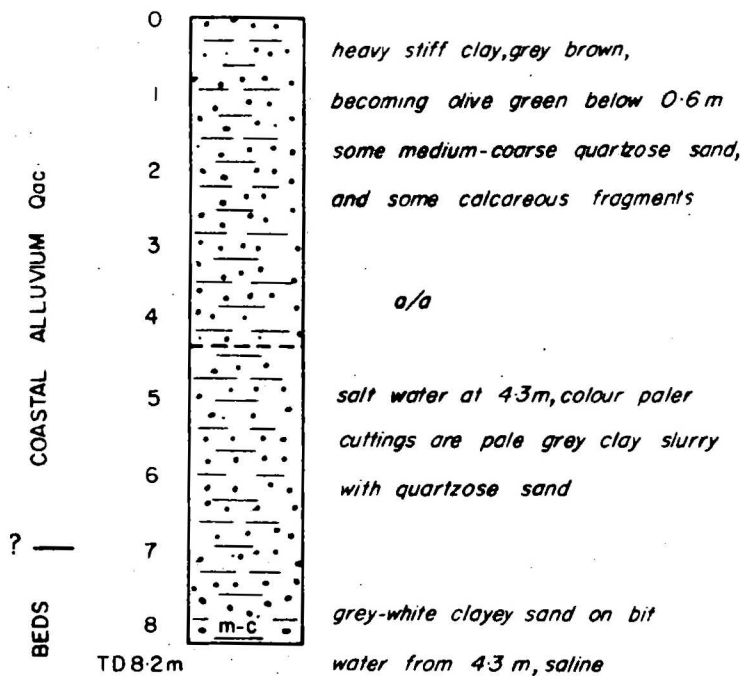 0
heavy stiff clay, grey brown,
1
becoming olive green below 0·6 m
some medium-coarse quartzose sand,
2
and some calcareous fragments
3
a/a
4
COASTAL ALLUVIUM Qac
5
salt water at 4·3m, colour paler
cuttings are pale grey clay slurry
6
with quartzose sand
? 7
BEDS
8
m-c
grey-white clayey sand on bit
TD 8·2m
water from 4·3 m, saline